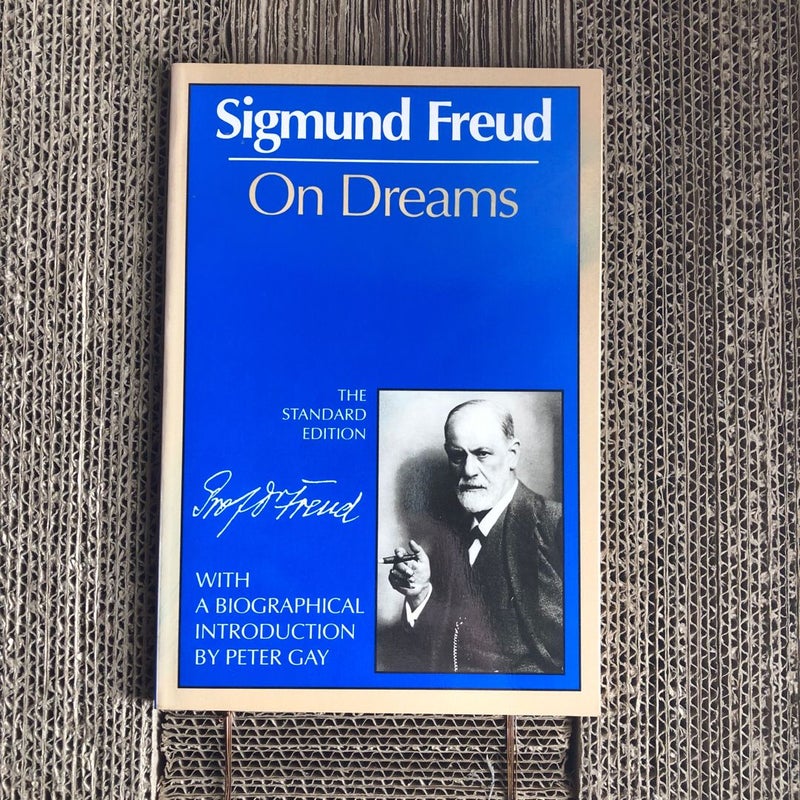 Sigmund Freud
On Dreams
THE
STANDARD
EDITION
Prof Dr Freud
WITH
A BIOGRAPHICAL
INTRODUCTION
BY PETER GAY